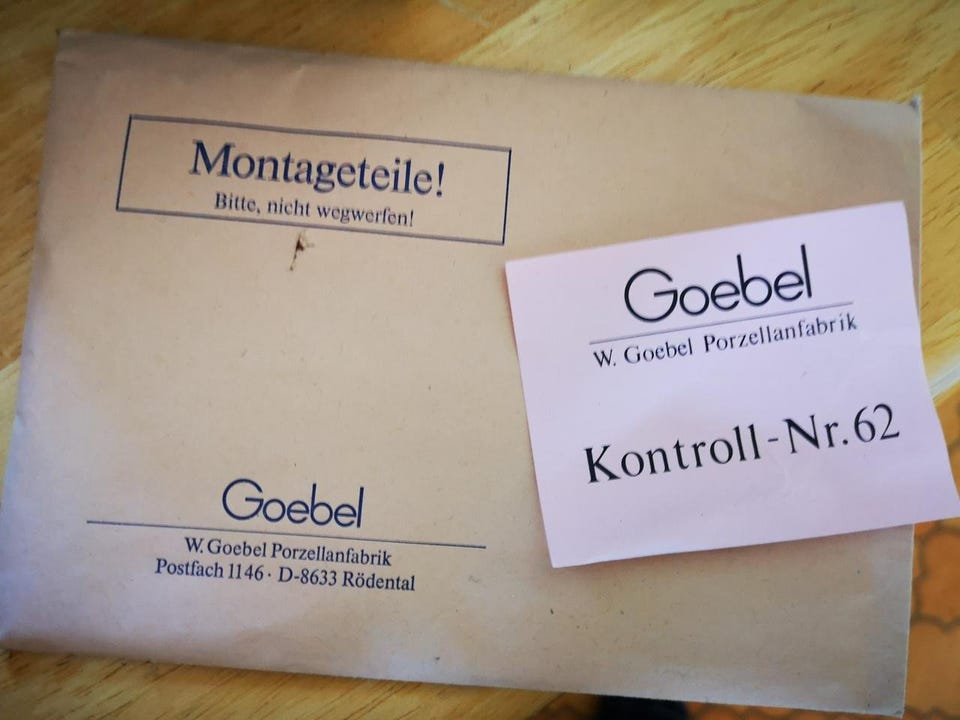 Montageteile!
Bitte, nicht wegwerfen!
Goebel
W. Goebel Porzellanfabrik
Postfach 1146 · D-8633 Rödental
Goebel
W. Goebel Porzellanfabrik
Kontroll-Nr. 62